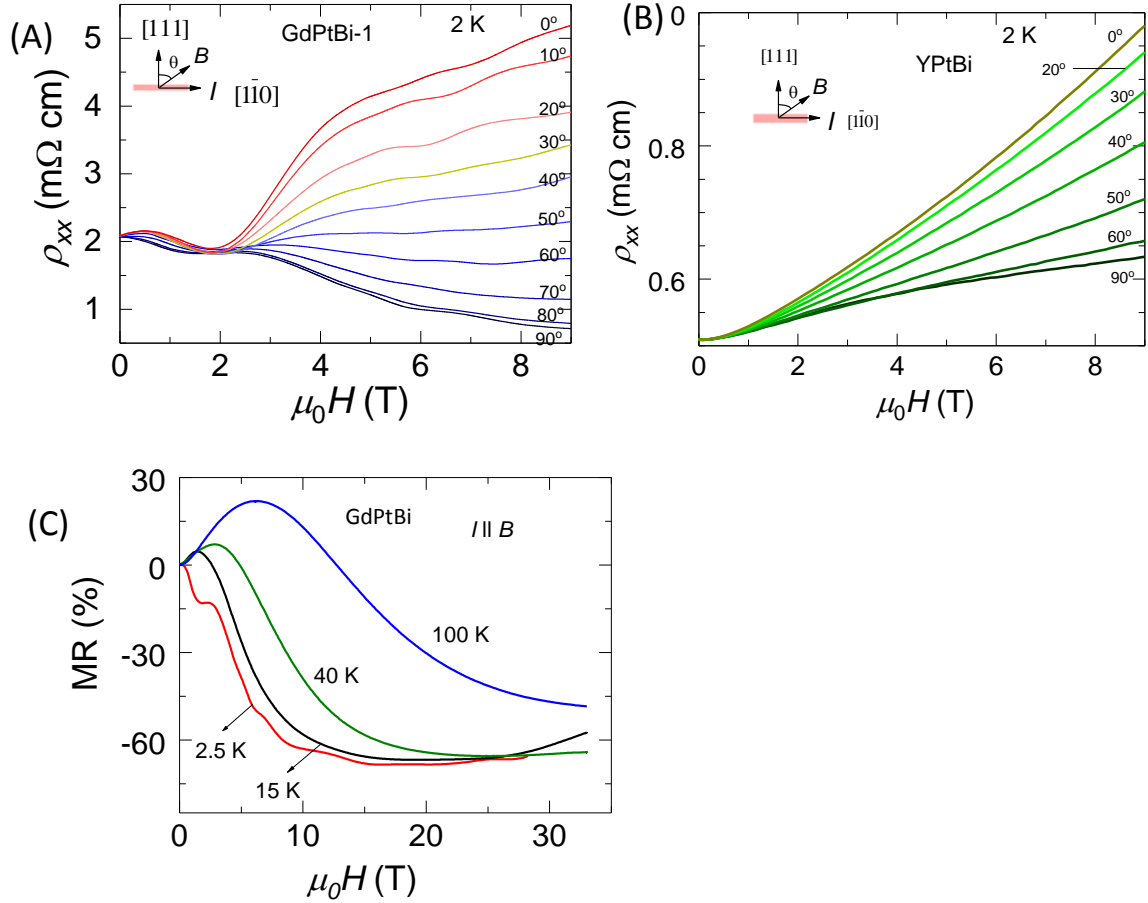 (A)
GdPtBi-1
2 K
[111]
θ
B
I [11̄0]
0º
10º
20º
30º
40º
50º
60º
70º
80º
90º
5
4
3
2
1
ρxx (mΩ cm)
0 2 4 6 8
μ0H (T)
(B)
YPtBi
2 K
[111]
θ
B
I [11̄0]
0º
20º
30º
40º
50º
60º
90º
0
0.8
0.6
ρxx (mΩ cm)
0 2 4 6 8
μ0H (T)
(C)
GdPtBi
I || B
30
0
-30
-60
MR (%)
100 K
40 K
2.5 K
15 K
0 10 20 30
μ0H (T)